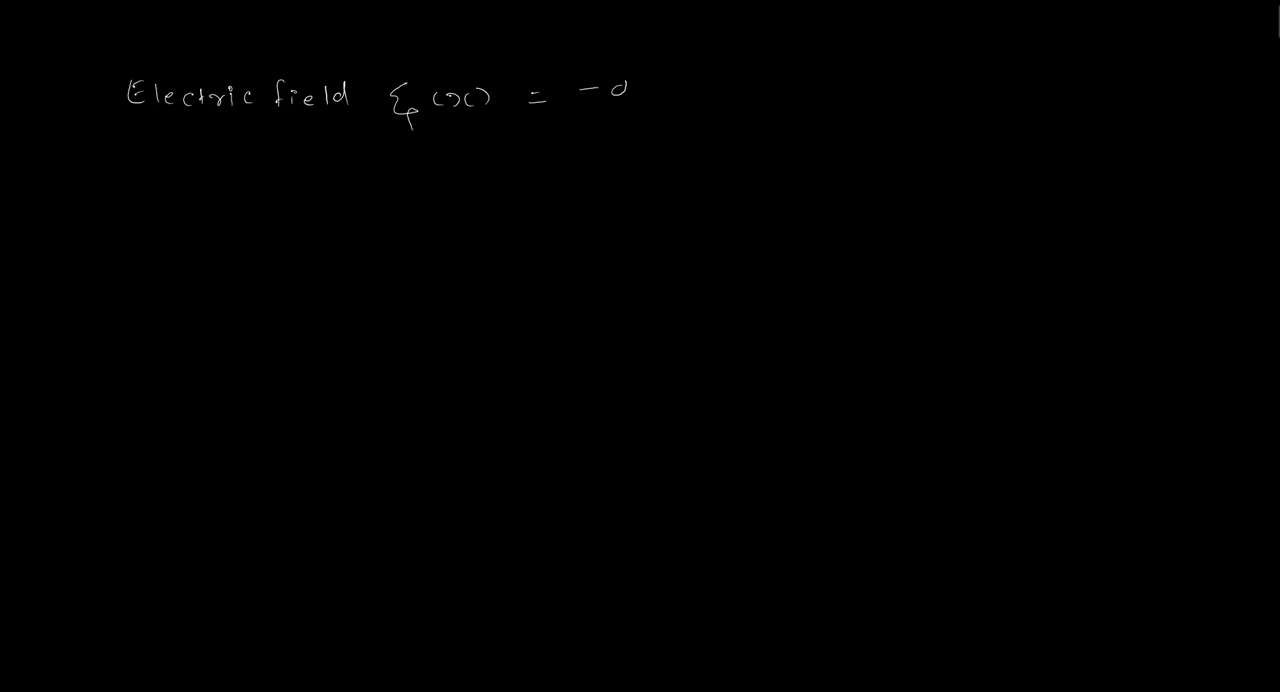 Electric field ξ(x) = - d